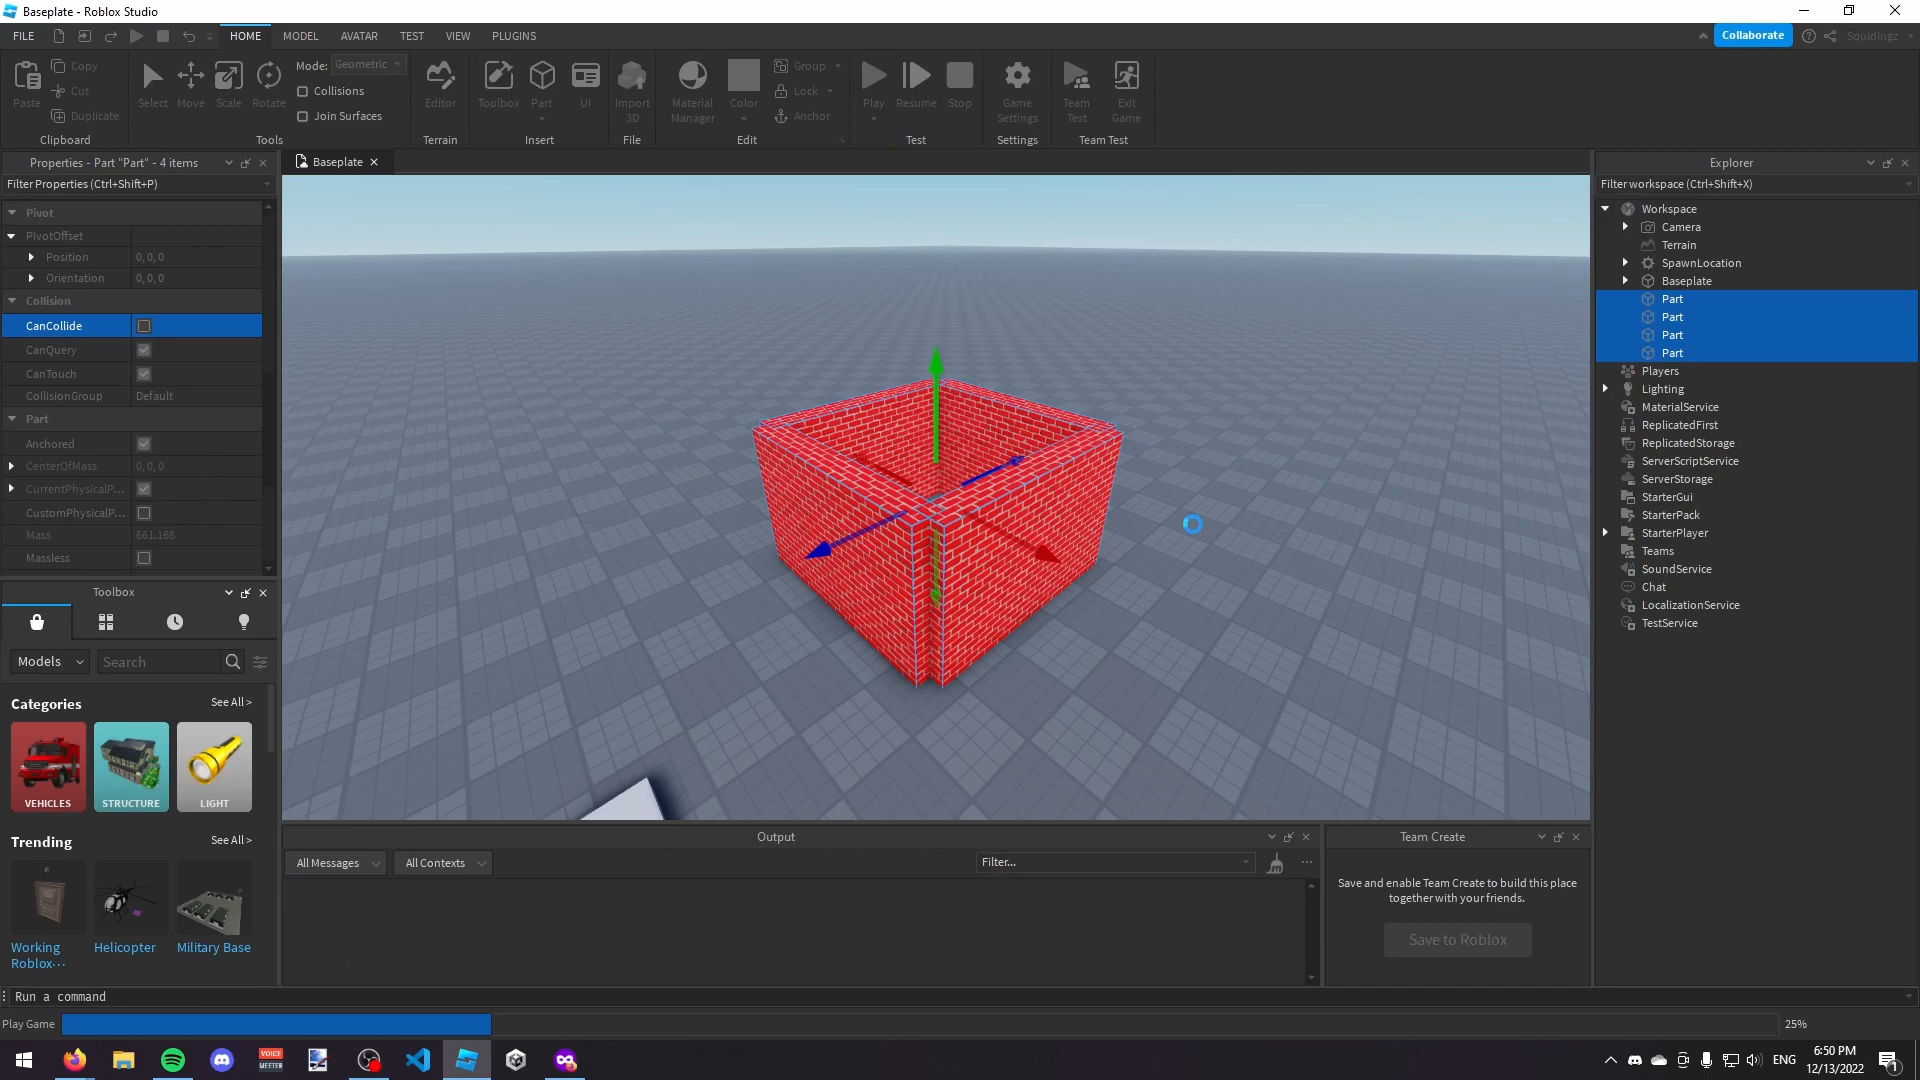 Baseplate - Roblox Studio
FILE HOME MODEL AVATAR TEST VIEW PLUGINS
Collaborate
Squidingz
Paste
Copy
Cut
Duplicate
Clipboard
Select Move Scale Rotate
Mode: Geometric
Collisions
Join Surfaces
Tools
Editor
Terrain
Toolbox Part UI
Insert
Import
3D
File
Material
Manager
Color
Group
Lock
Anchor
Edit
Play Resume Stop
Test
Game
Settings
Settings
Team
Test
Exit
Game
Team Test
Properties - Part "Part" - 4 items
Filter Properties (Ctrl+Shift+P)
Pivot
PivotOffset
Position 0, 0, 0
Orientation 0, 0, 0
Collision
CanCollide
CanQuery
CanTouch
CollisionGroup Default
Part
Anchored
CenterOfMass 0, 0, 0
CurrentPhysicalP...
CustomPhysicalP...
Mass 661.168
Massless
Toolbox
Models Search
Categories See All >
VEHICLES STRUCTURE LIGHT
Trending See All >
Working
Roblox...
Helicopter
Military Base
Baseplate
Output
All Messages All Contexts Filter...
Team Create
Save and enable Team Create to build this place
together with your friends.
Save to Roblox
Explorer
Filter workspace (Ctrl+Shift+X)
Workspace
Camera
Terrain
SpawnLocation
Baseplate
Part
Part
Part
Part
Players
Lighting
MaterialService
ReplicatedFirst
ReplicatedStorage
ServerScriptService
ServerStorage
StarterGui
StarterPack
StarterPlayer
Teams
SoundService
Chat
LocalizationService
TestService
Run a command
Play Game 25%
VOICE
MEETER
ENG
6:50 PM
12/13/2022
1